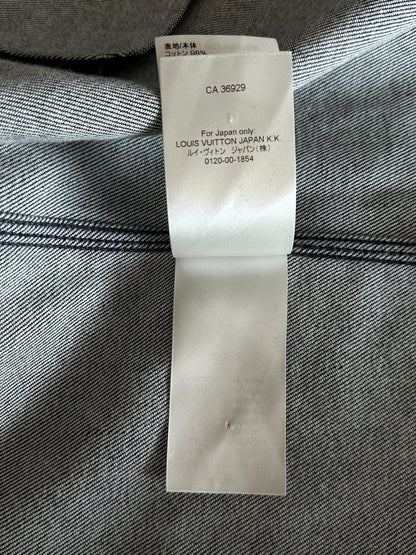 表地/本体
コットン 98%
CA 36929
For Japan only:
LOUIS VUITTON JAPAN K.K.
ルイ・ヴィトン ジャパン(株)
0120-00-1854